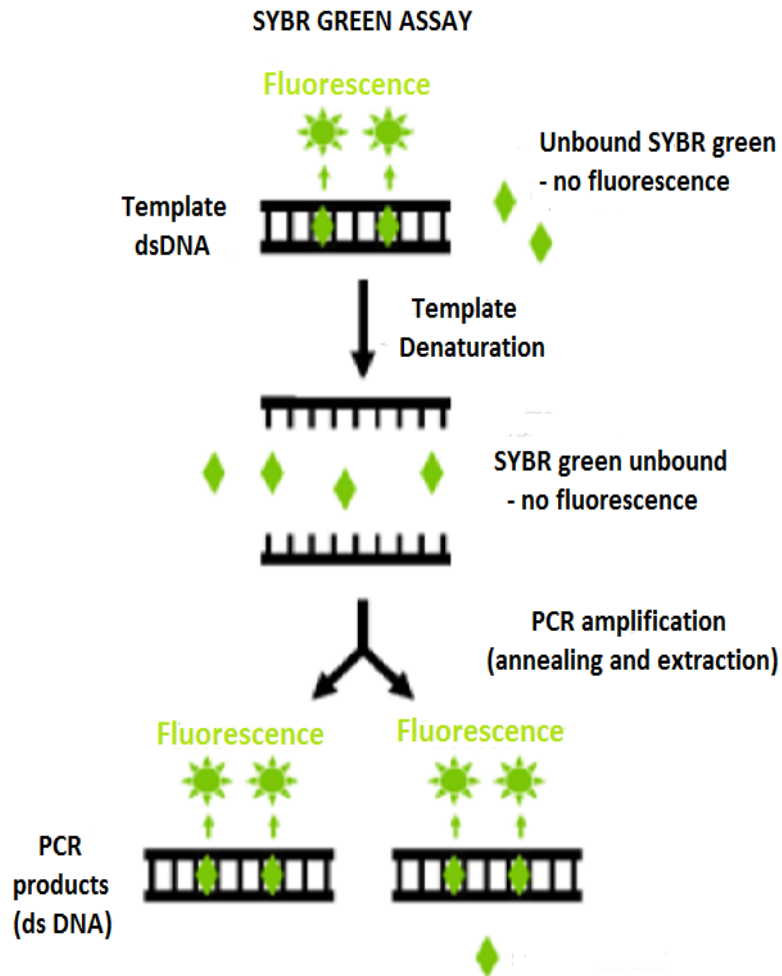 SYBR GREEN ASSAY
Fluorescence
Unbound SYBR green
- no fluorescence
Template
dsDNA
Template
Denaturation
SYBR green unbound
- no fluorescence
PCR amplification
(annealing and extraction)
Fluorescence
Fluorescence
PCR
products
(ds DNA)